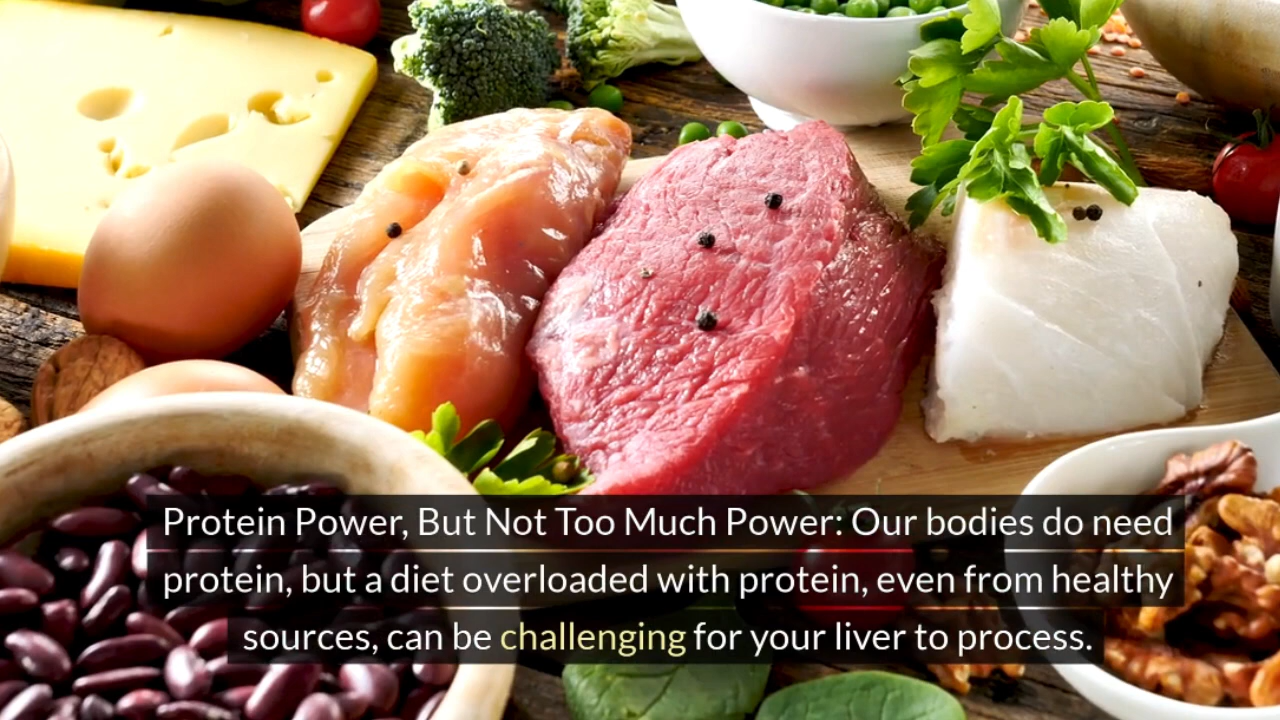 Protein Power, But Not Too Much Power: Our bodies do need
protein, but a diet overloaded with protein, even from healthy
sources, can be challenging for your liver to process.